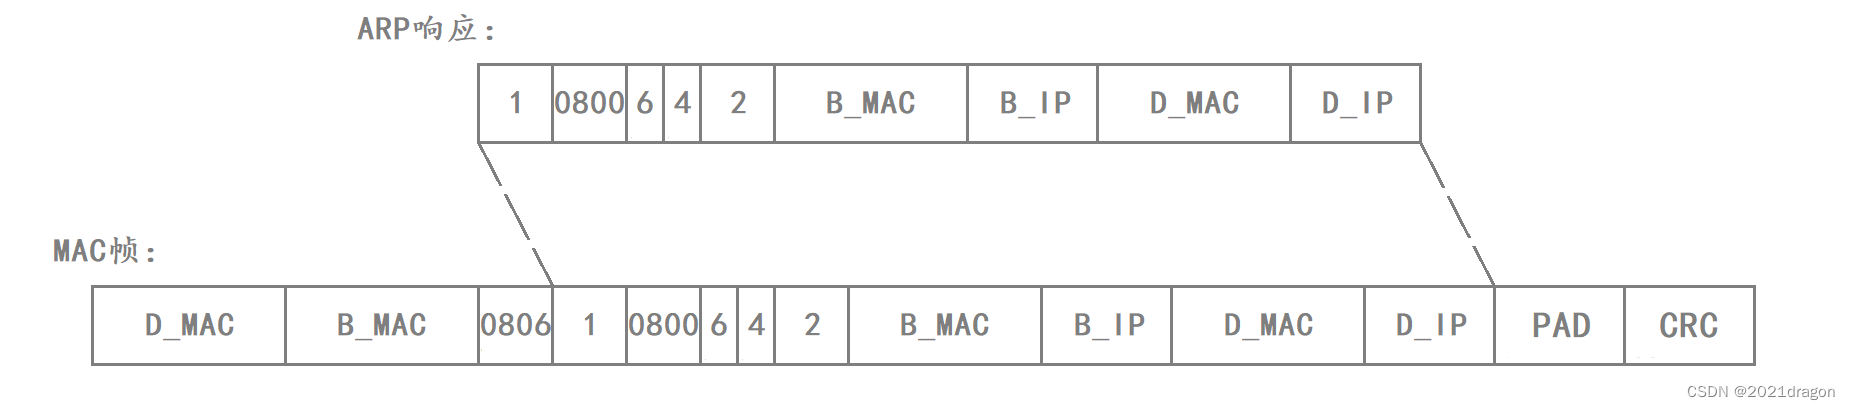 ARP响应:
1 0800 6 4 2 B_MAC B_IP D_MAC D_IP
MAC帧:
D_MAC B_MAC 0806 1 0800 6 4 2 B_MAC B_IP D_MAC D_IP PAD CRC
CSDN @2021dragon